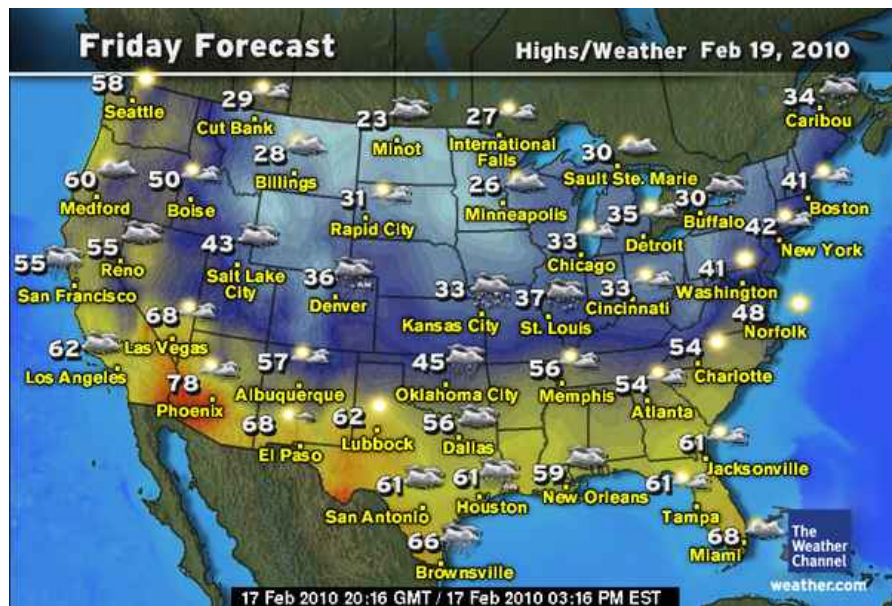 Friday Forecast
Highs/Weather Feb 19, 2010
58
Seattle
29
Cut Bank
23
Minot
27
International
Falls
34
Caribou
28
Billings
30
Sault Ste. Marie
60
Medford
50
Boise
31
Rapid City
26
Minneapolis
35
Detroit
30
Buffalo
41
Boston
42
New York
55
San Francisco
55
Reno
43
Salt Lake
City
36
Denver
33
Kansas City
37
St. Louis
33
Chicago
33
Cincinnati
41
Washington
48
Norfolk
68
Las Vegas
62
Los Angeles
78
Phoenix
57
Albuquerque
45
Oklahoma City
56
Memphis
54
Charlotte
54
Atlanta
68
El Paso
62
Lubbock
56
Dallas
61
Jacksonville
61
San Antonio
61
Houston
59
New Orleans
61
Tampa
66
Brownsville
68
Miami
The
Weather
Channel
weather.com
17 Feb 2010 20:16 GMT / 17 Feb 2010 03:16 PM EST